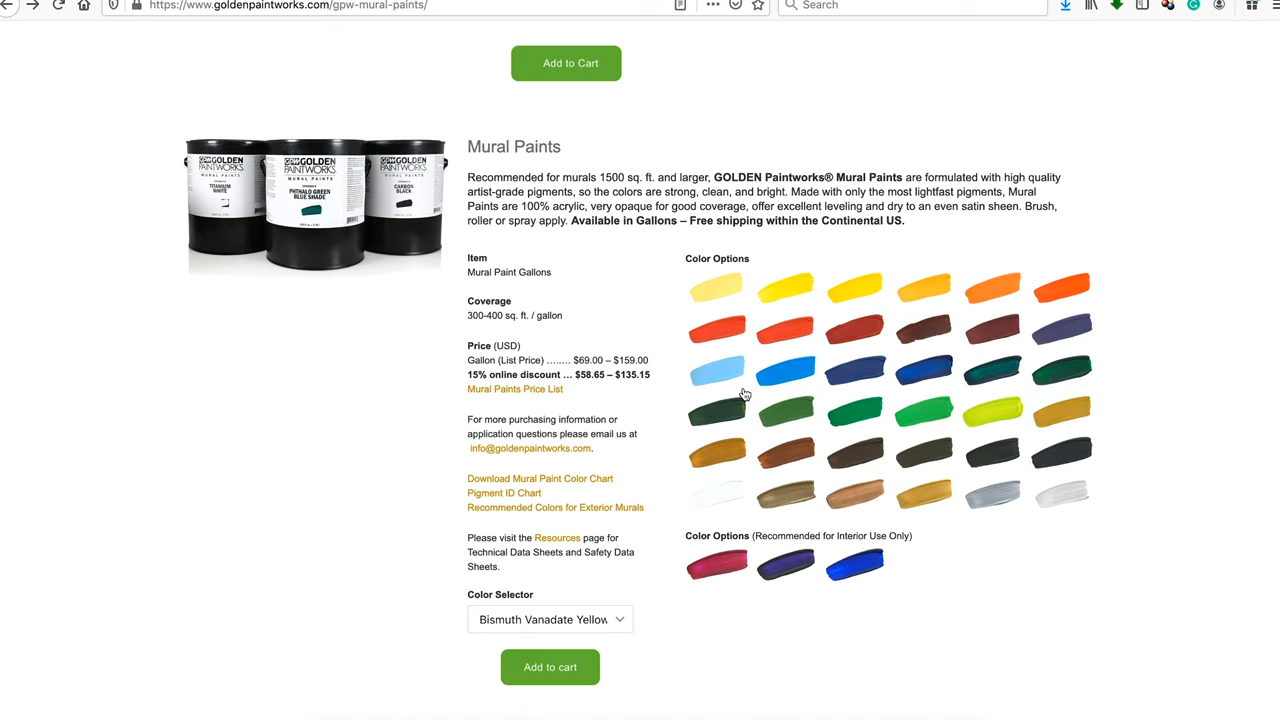 https://www.goldenpaintworks.com/gpw-mural-paints/
Search
Add to Cart
GPW GOLDEN
PAINTWORKS
MURAL PAINTS
TITANIUM
WHITE
GPW GOLDEN
PAINTWORKS
MURAL PAINTS
PHTHALO GREEN
BLUE SHADE
GPW GOLDEN
PAINTWORKS
MURAL PAINTS
CARBON
BLACK
Mural Paints
Recommended for murals 1500 sq. ft. and larger, GOLDEN Paintworks® Mural Paints are formulated with high quality
artist-grade pigments, so the colors are strong, clean, and bright. Made with only the most lightfast pigments, Mural
Paints are 100% acrylic, very opaque for good coverage, offer excellent leveling and dry to an even satin sheen. Brush,
roller or spray apply. Available in Gallons – Free shipping within the Continental US.
Item
Mural Paint Gallons
Coverage
300-400 sq. ft. / gallon
Price (USD)
Gallon (List Price) ........ $69.00 – $159.00
15% online discount ... $58.65 – $135.15
Mural Paints Price List
For more purchasing information or
application questions please email us at
info@goldenpaintworks.com.
Download Mural Paint Color Chart
Pigment ID Chart
Recommended Colors for Exterior Murals
Please visit the Resources page for
Technical Data Sheets and Safety Data
Sheets.
Color Selector
Bismuth Vanadate Yellow
Add to cart
Color Options
Color Options (Recommended for Interior Use Only)